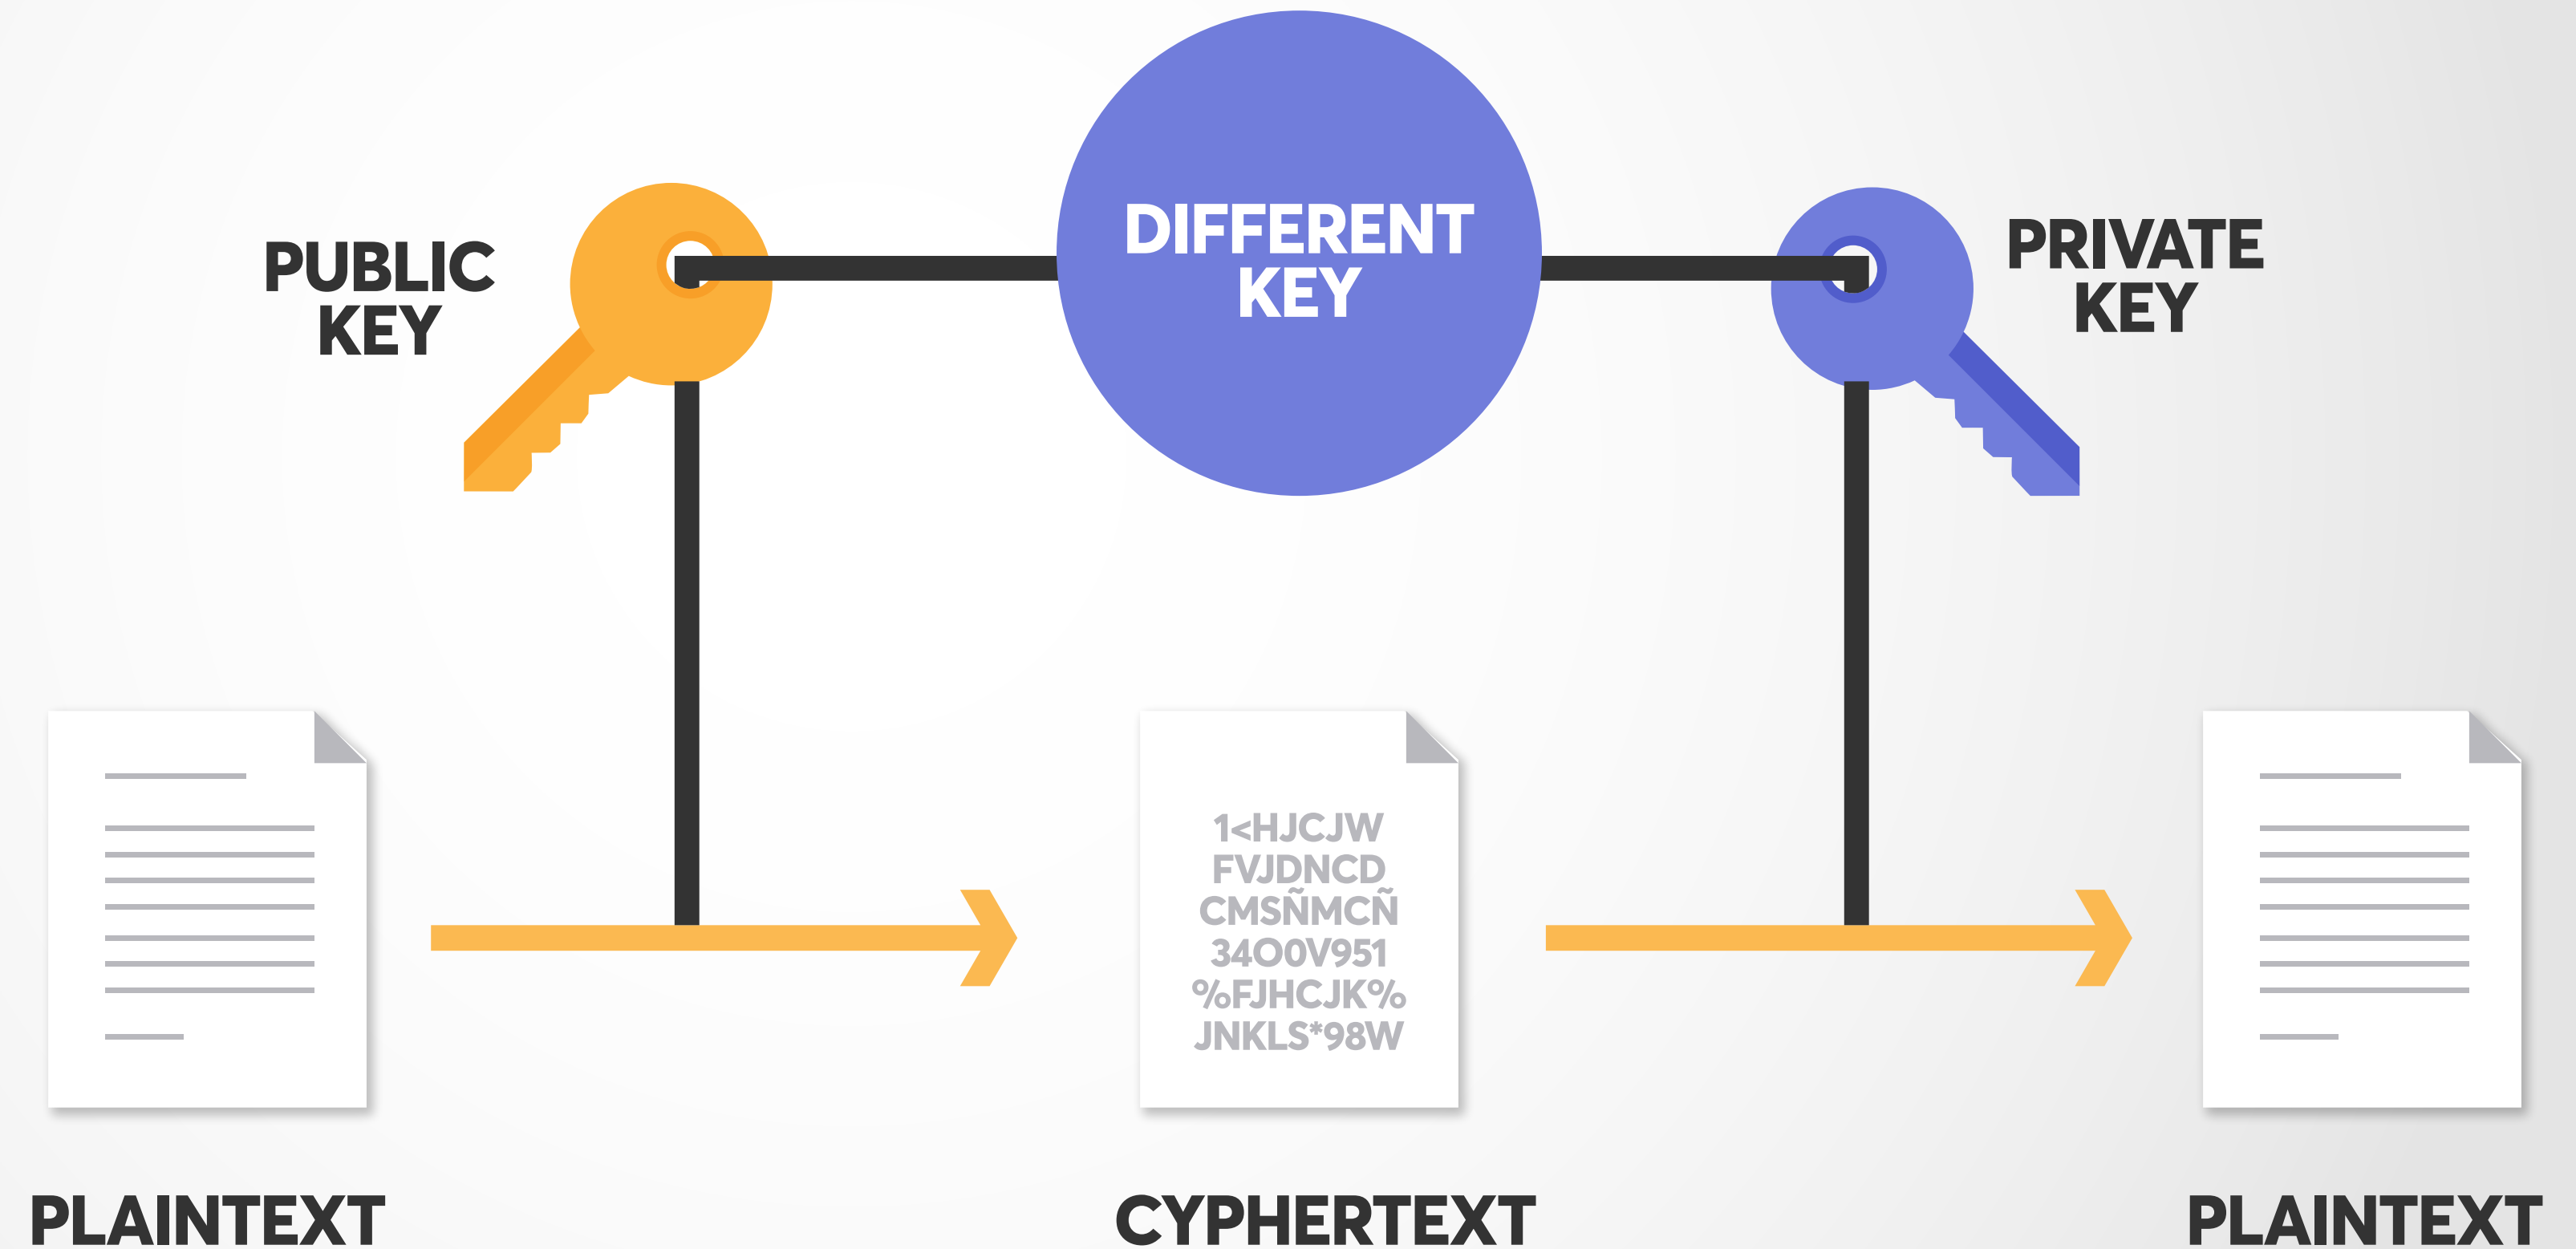 DIFFERENT
KEY
PUBLIC
KEY
PRIVATE
KEY
1<HJCJW
FVJDNCD
CMSÑMCÑ
34O0V951
%FJHCJK%
JNKLS*98W
PLAINTEXT
CYPHERTEXT
PLAINTEXT